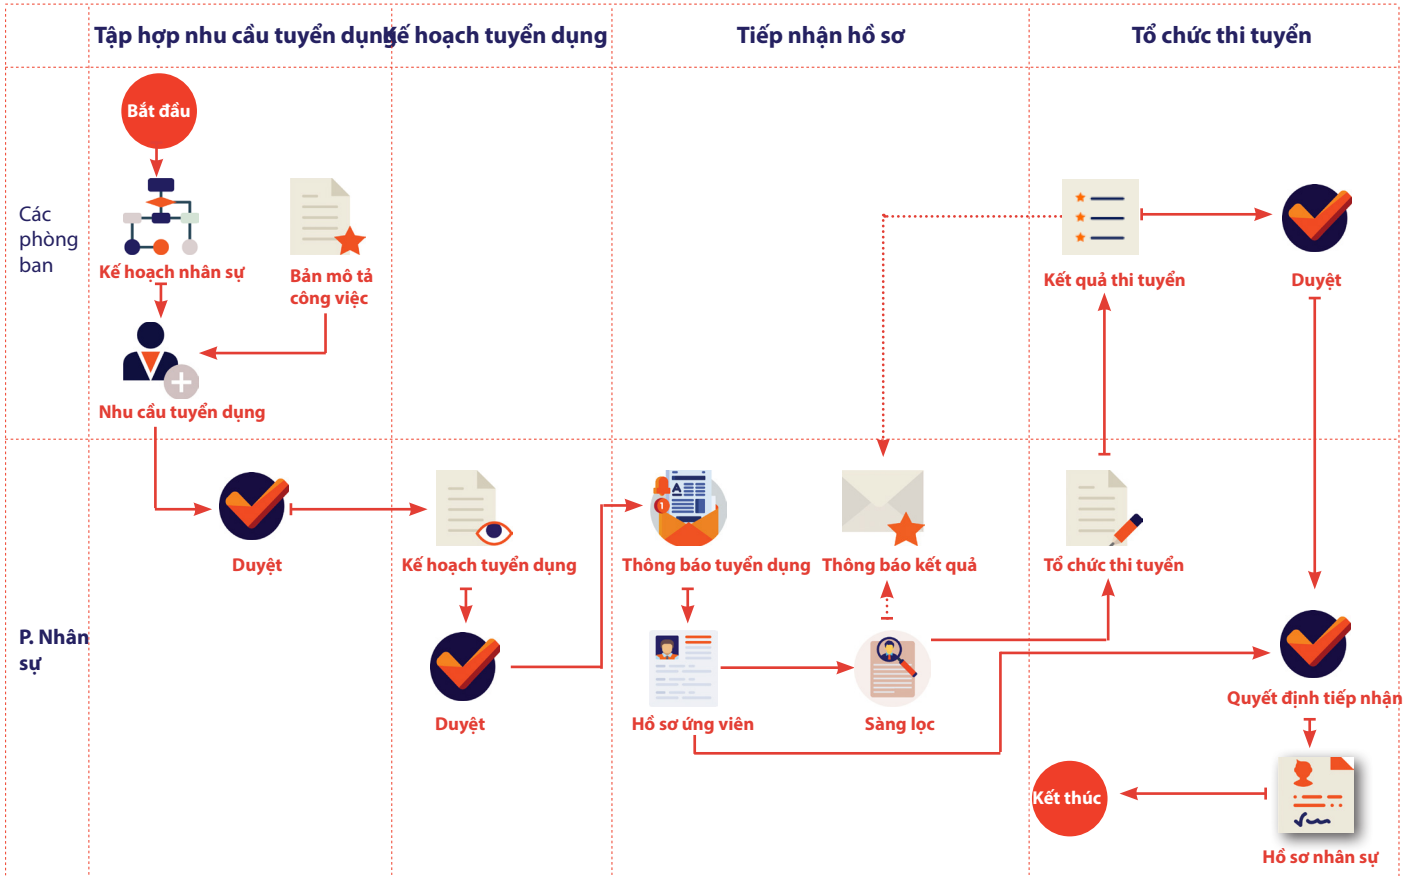 Tập hợp nhu cầu tuyển dụng
Kế hoạch tuyển dụng
Tiếp nhận hồ sơ
Tổ chức thi tuyển
Bắt đầu
Các
phòng
ban
Kế hoạch nhân sự
Bản mô tả
công việc
Kết quả thi tuyển
Duyệt
Nhu cầu tuyển dụng
A
1
Duyệt
Kế hoạch tuyển dụng
Thông báo tuyển dụng
Thông báo kết quả
Tổ chức thi tuyển
P. Nhân
sự
Duyệt
Hồ sơ ứng viên
Sàng lọc
Quyết định tiếp nhận
Kết thúc
Hồ sơ nhân sự